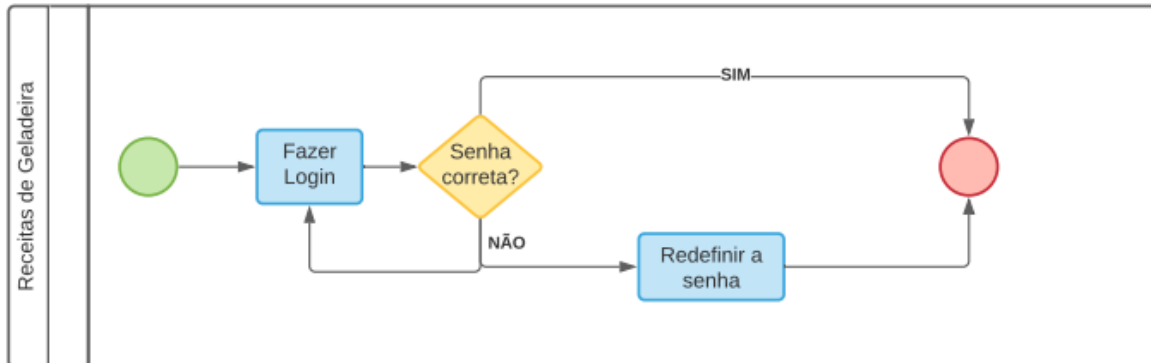 Receitas de Geladeira
Fazer
Login
Senha
correta?
SIM
NÃO
Redefinir a
senha